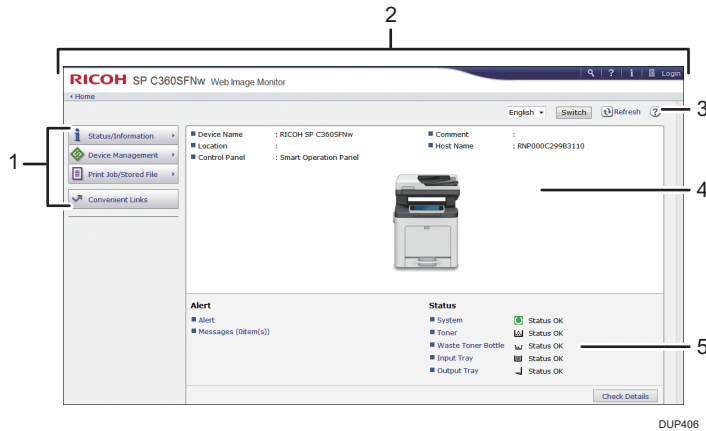 2
RICOH SP C360SFNw Web Image Monitor
? i Login
Home
English Switch Refresh ? 3
1
Status/Information
Device Management
Print Job/Stored File
Convenient Links
Device Name : RICOH SP C360SFNw
Location :
Control Panel : Smart Operation Panel
Comment :
Host Name : RNP000C299B3110
4
Alert
Alert
Messages (0item(s))
Status
System Status OK
Toner Status OK
Waste Toner Bottle Status OK
Input Tray Status OK
Output Tray Status OK
5
Check Details
DUP406